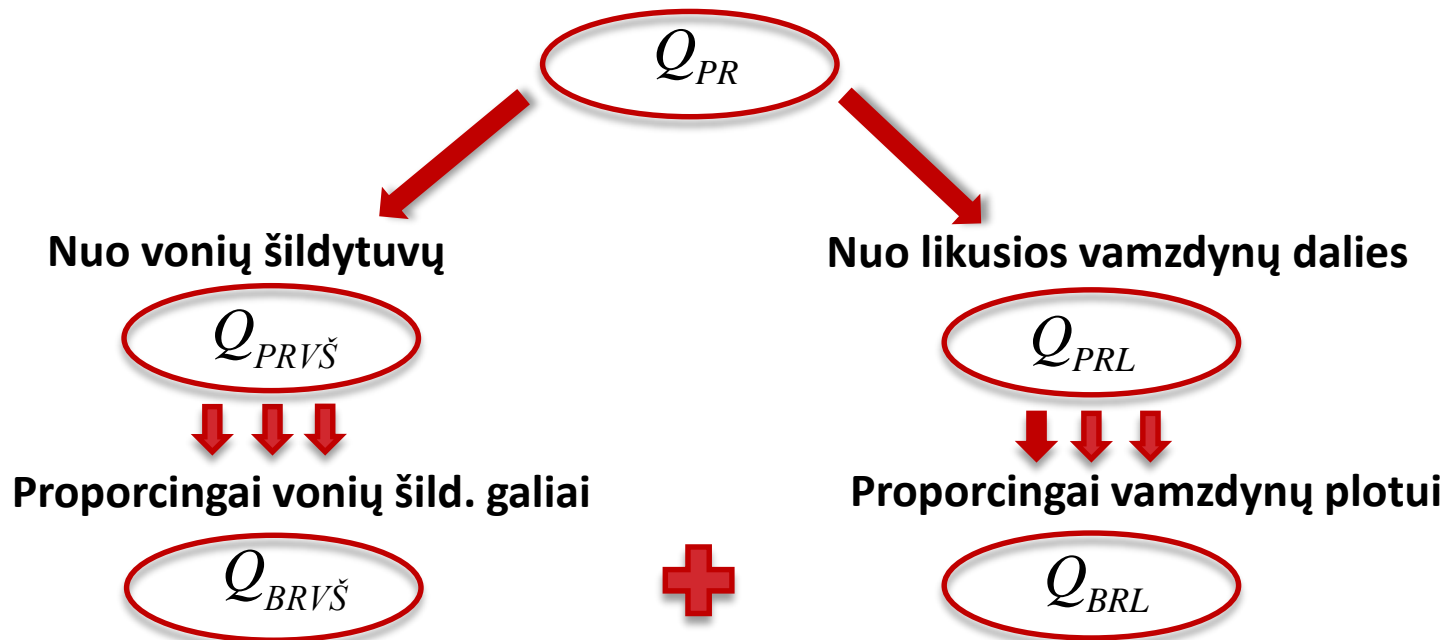 Q_PR
Nuo vonių šildytuvų
Nuo likusios vamzdynų dalies
Q_PRVŠ
Q_PRL
Proporcingai vonių šild. galiai
Proporcingai vamzdynų plotui
Q_BRVŠ
Q_BRL